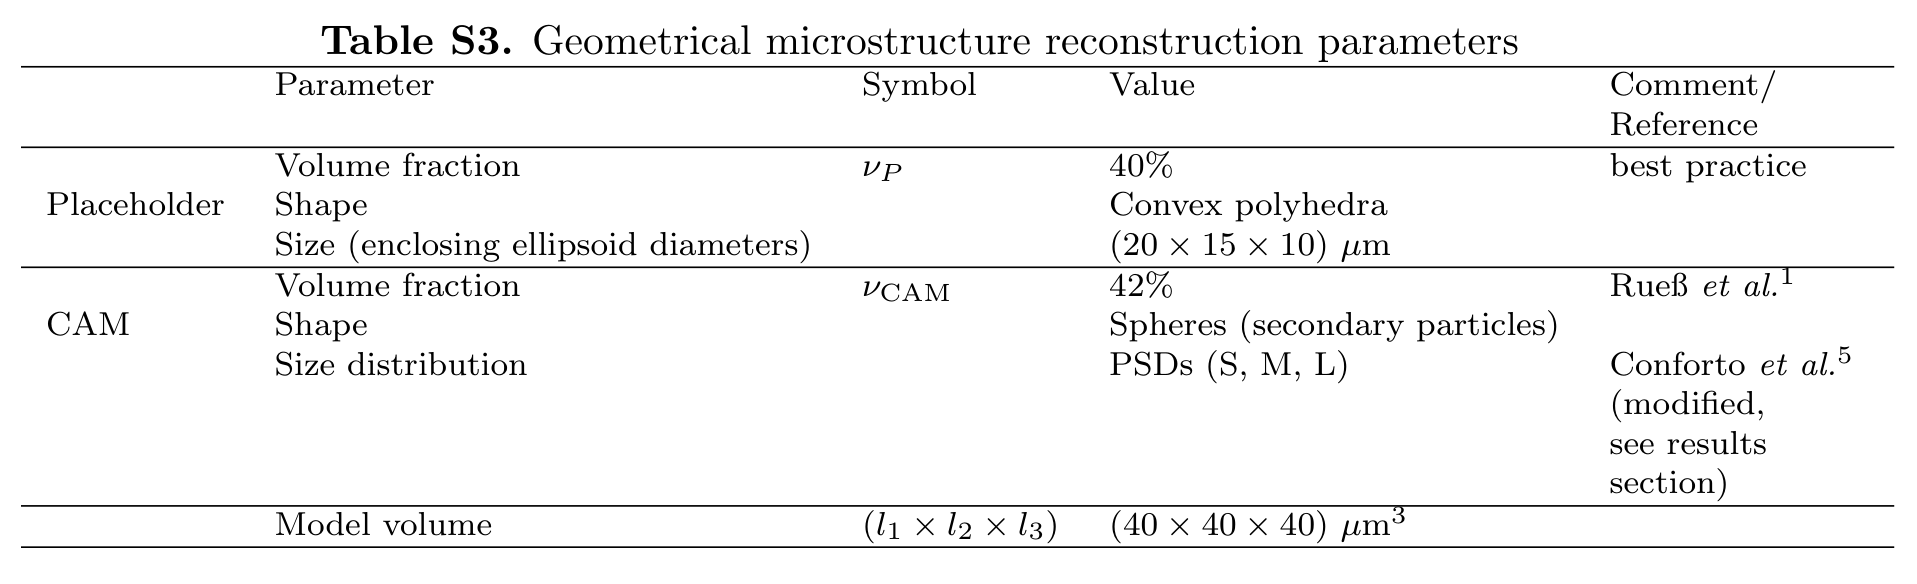 Table S3. Geometrical microstructure reconstruction parameters
Parameter Symbol Value Comment/
Reference
Volume fraction ν_P 40% best practice
Placeholder Shape Convex polyhedra
Size (enclosing ellipsoid diameters) (20 × 15 × 10) μm
Volume fraction ν_CAM 42% Rueß et al.¹
CAM Shape Spheres (secondary particles)
Size distribution PSDs (S, M, L) Conforto et al.⁵
(modified,
see results
section)
Model volume (l₁ × l₂ × l₃) (40 × 40 × 40) μm³